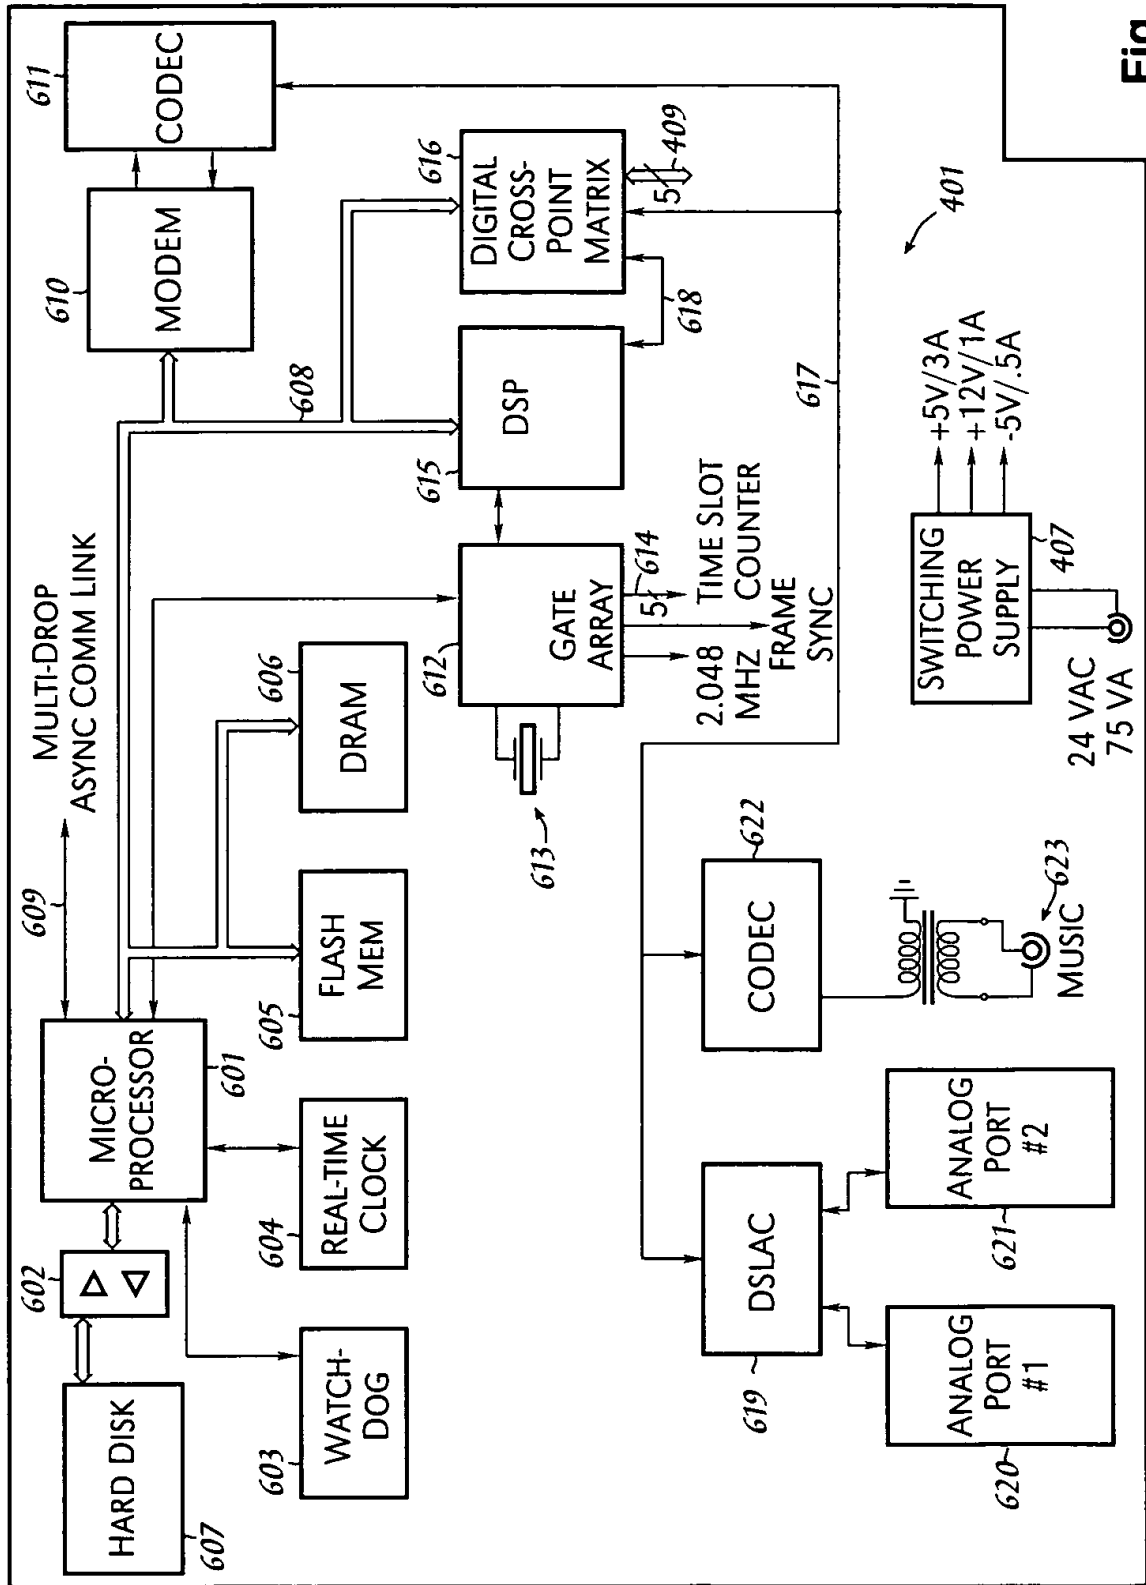 HARD DISK
607
602
MICRO-
PROCESSOR
601
609
MULTI-DROP
ASYNC COMM LINK
WATCH-
DOG
603
REAL-TIME
CLOCK
604
FLASH
MEM
605
DRAM
606
608
MODEM
610
CODEC
611
GATE
ARRAY
612
613
5
614
TIME SLOT
COUNTER
2.048
MHZ
FRAME
SYNC
DSP
615
DIGITAL
CROSS-
POINT
MATRIX
616
618
5
409
617
DSLAC
619
ANALOG
PORT
#1
620
ANALOG
PORT
#2
621
CODEC
622
623
MUSIC
SWITCHING
POWER
SUPPLY
407
24 VAC
75 VA
+5V/3A
+12V/1A
-5V/.5A
401
Fig